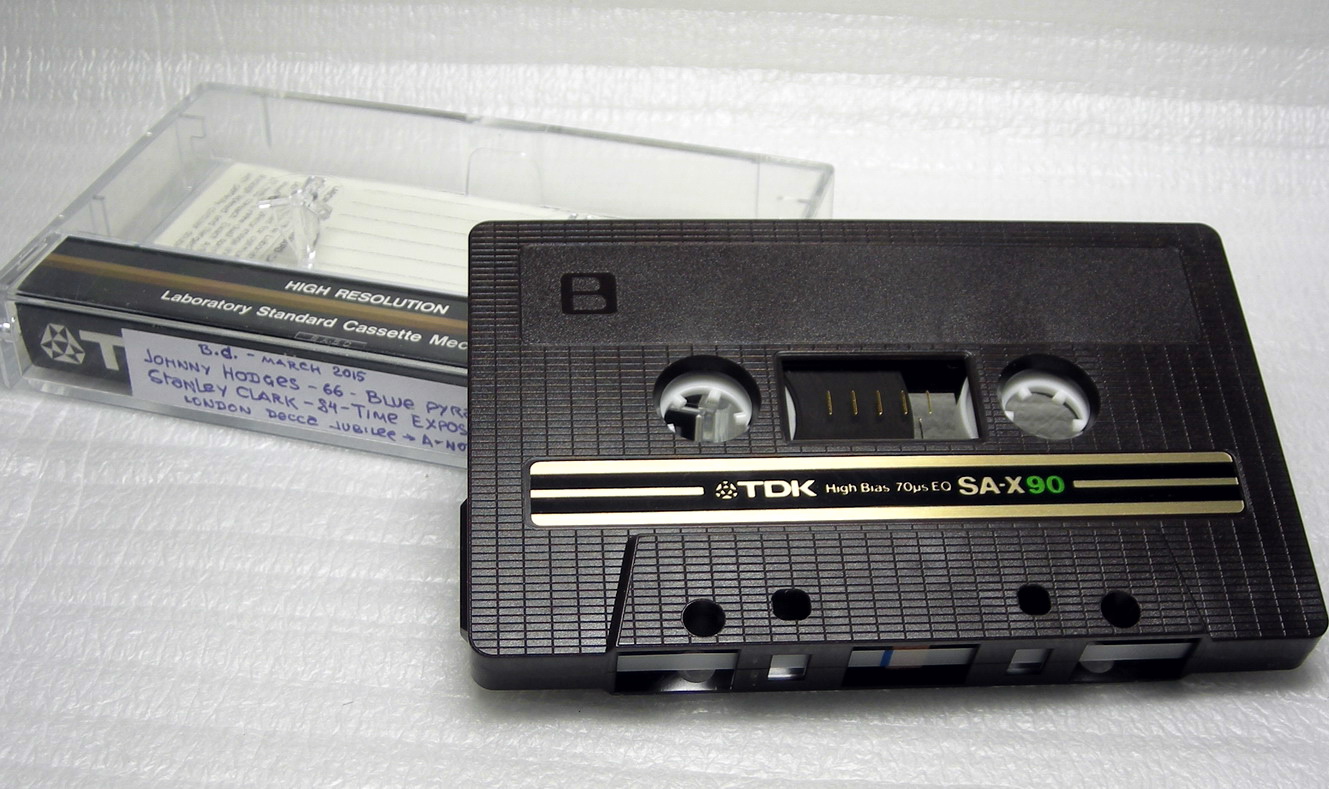 HIGH RESOLUTION
Laboratory Standard Cassette Mec
T
B.d. - MARCH 2015
JOHNNY HODGES - 66 - BLUE PYRA
Stanley CLARK - 84 - TIME EXPOS
LONDON DECCA JUBILEE → A-NO
B
TDK High Bias 70µs EQ SA-X90